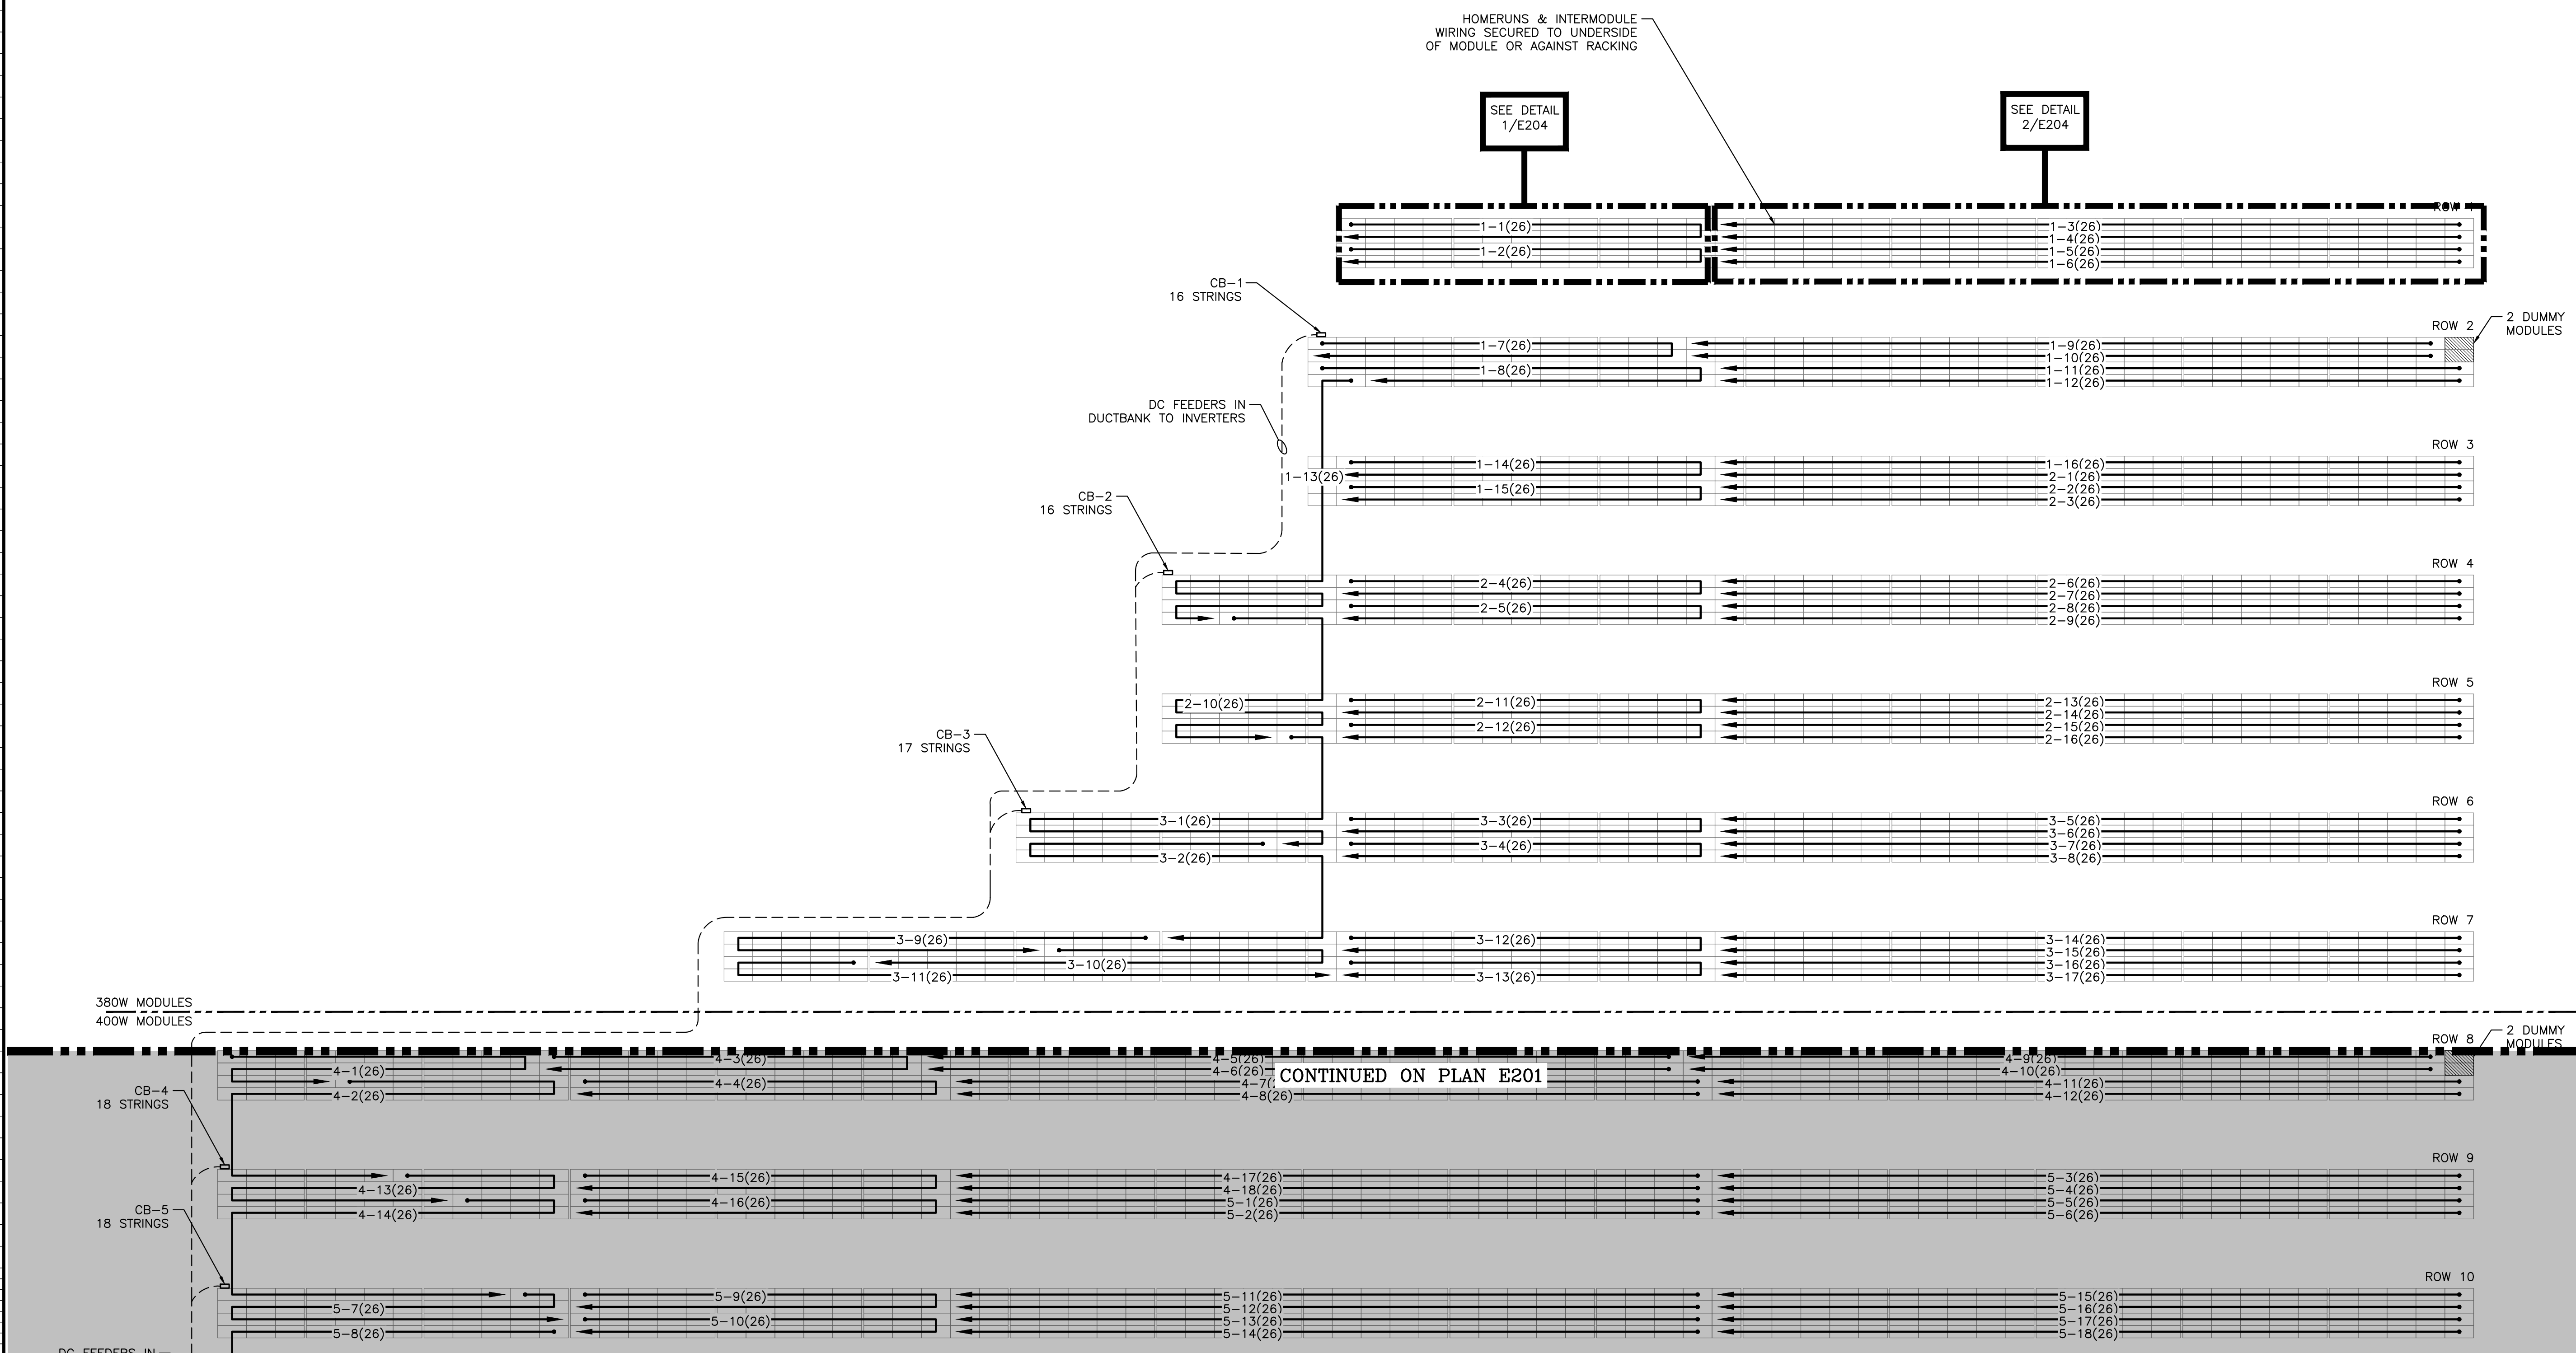 HOMERUNS & INTERMODULE
WIRING SECURED TO UNDERSIDE
OF MODULE OR AGAINST RACKING
SEE DETAIL
1/E204
SEE DETAIL
2/E204
ROW 1
1-1(26)
1-2(26)
1-3(26)
1-4(26)
1-5(26)
1-6(26)
CB-1
16 STRINGS
ROW 2
2 DUMMY
MODULES
1-7(26)
1-8(26)
1-9(26)
1-10(26)
1-11(26)
1-12(26)
DC FEEDERS IN
DUCTBANK TO INVERTERS
ROW 3
1-13(26)
1-14(26)
1-15(26)
1-16(26)
2-1(26)
2-2(26)
2-3(26)
CB-2
16 STRINGS
ROW 4
2-4(26)
2-5(26)
2-6(26)
2-7(26)
2-8(26)
2-9(26)
ROW 5
2-10(26)
2-11(26)
2-12(26)
2-13(26)
2-14(26)
2-15(26)
2-16(26)
CB-3
17 STRINGS
ROW 6
3-1(26)
3-2(26)
3-3(26)
3-4(26)
3-5(26)
3-6(26)
3-7(26)
3-8(26)
ROW 7
3-9(26)
3-10(26)
3-11(26)
3-12(26)
3-13(26)
3-14(26)
3-15(26)
3-16(26)
3-17(26)
380W MODULES
400W MODULES
ROW 8
2 DUMMY
MODULES
4-1(26)
4-2(26)
4-3(26)
4-4(26)
4-5(26)
4-6(26)
4-7(2
4-8(26)
CONTINUED ON PLAN E201
4-9(26)
4-10(26)
4-11(26)
4-12(26)
CB-4
18 STRINGS
ROW 9
4-13(26)
4-14(26)
4-15(26)
4-16(26)
4-17(26)
4-18(26)
5-1(26)
5-2(26)
5-3(26)
5-4(26)
5-5(26)
5-6(26)
CB-5
18 STRINGS
ROW 10
5-7(26)
5-8(26)
5-9(26)
5-10(26)
5-11(26)
5-12(26)
5-13(26)
5-14(26)
5-15(26)
5-16(26)
5-17(26)
5-18(26)
DC FEEDERS IN